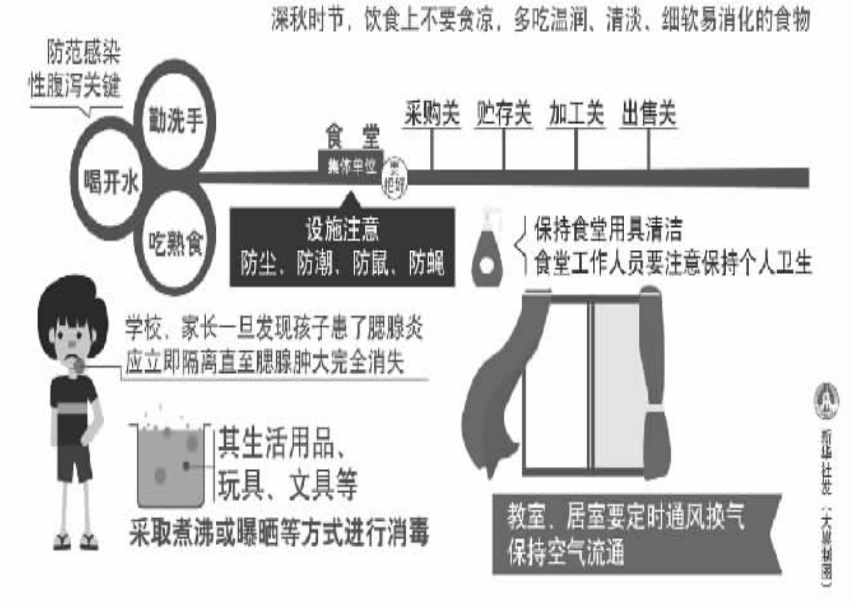 深秋时节，饮食上不要贪凉，多吃温润、清淡、细软易消化的食物
防范感染
性腹泻关键
勤洗手
喝开水
吃熟食
食堂
集体单位
要
把好
采购关
贮存关
加工关
出售关
设施注意
防尘、防潮、防鼠、防蝇
保持食堂用具清洁
食堂工作人员要注意保持个人卫生
学校、家长一旦发现孩子患了腮腺炎
应立即隔离直至腮腺肿大完全消失
其生活用品、
玩具、文具等
采取煮沸或曝晒等方式进行消毒
教室、居室要定时通风换气
保持空气流通
新华社发（大巢制图）